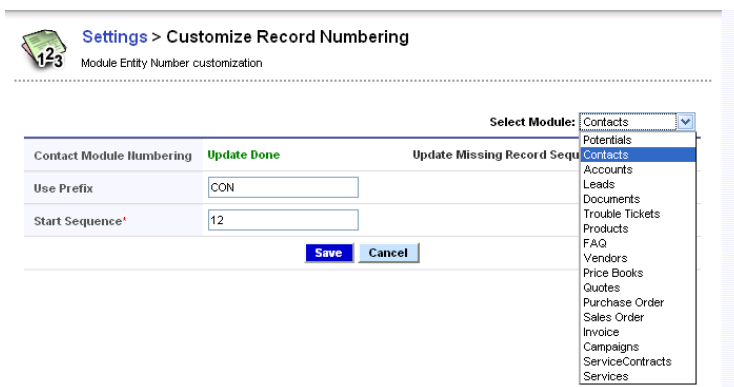 Settings > Customize Record Numbering
123
Module Entity Number customization
Select Module: Contacts
Contact Module Numbering Update Done Update Missing Record Sequ
Use Prefix CON
Start Sequence* 12
Save Cancel
Potentials
Contacts
Accounts
Leads
Documents
Trouble Tickets
Products
FAQ
Vendors
Price Books
Quotes
Purchase Order
Sales Order
Invoice
Campaigns
ServiceContracts
Services